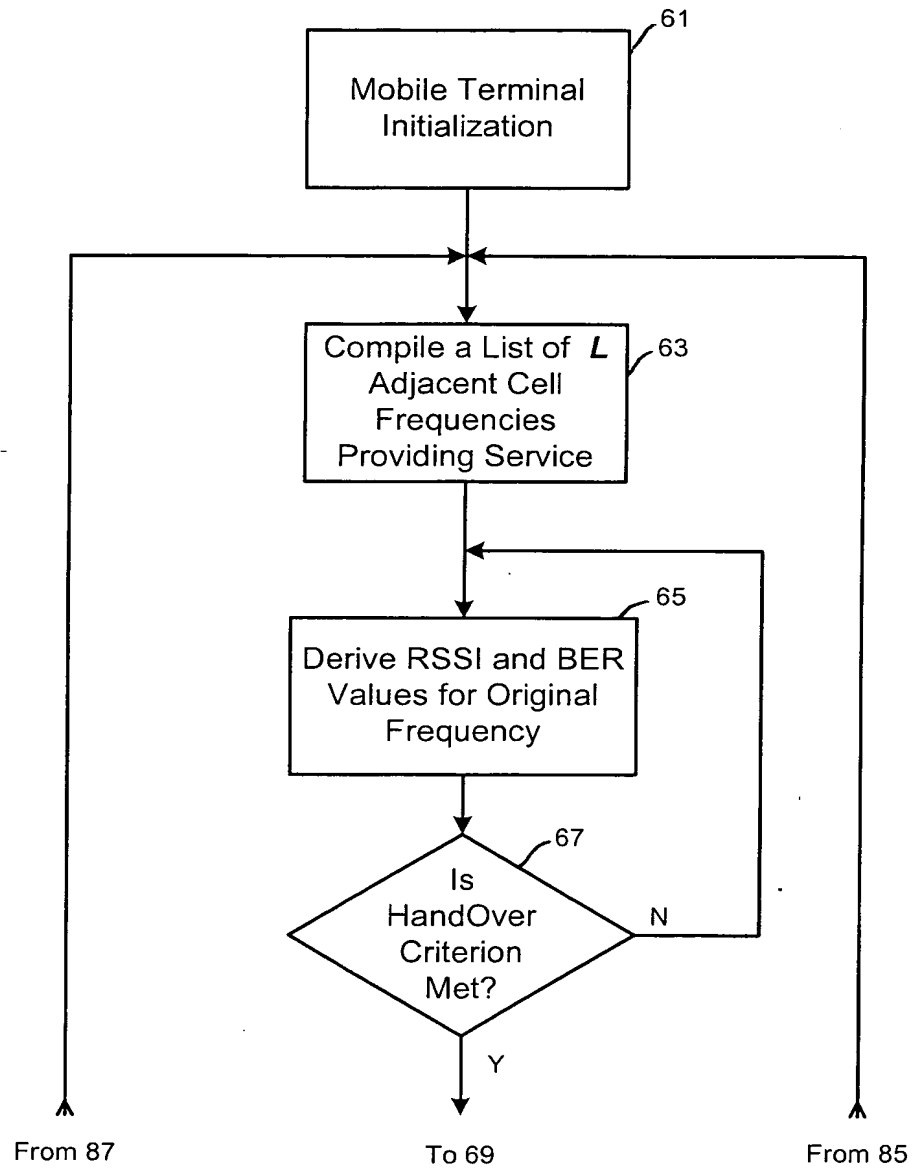 61
Mobile Terminal
Initialization
Compile a List of L
Adjacent Cell
Frequencies
Providing Service
63
65
Derive RSSI and BER
Values for Original
Frequency
67
Is
HandOver
Criterion
Met?
N
Y
From 87
To 69
From 85